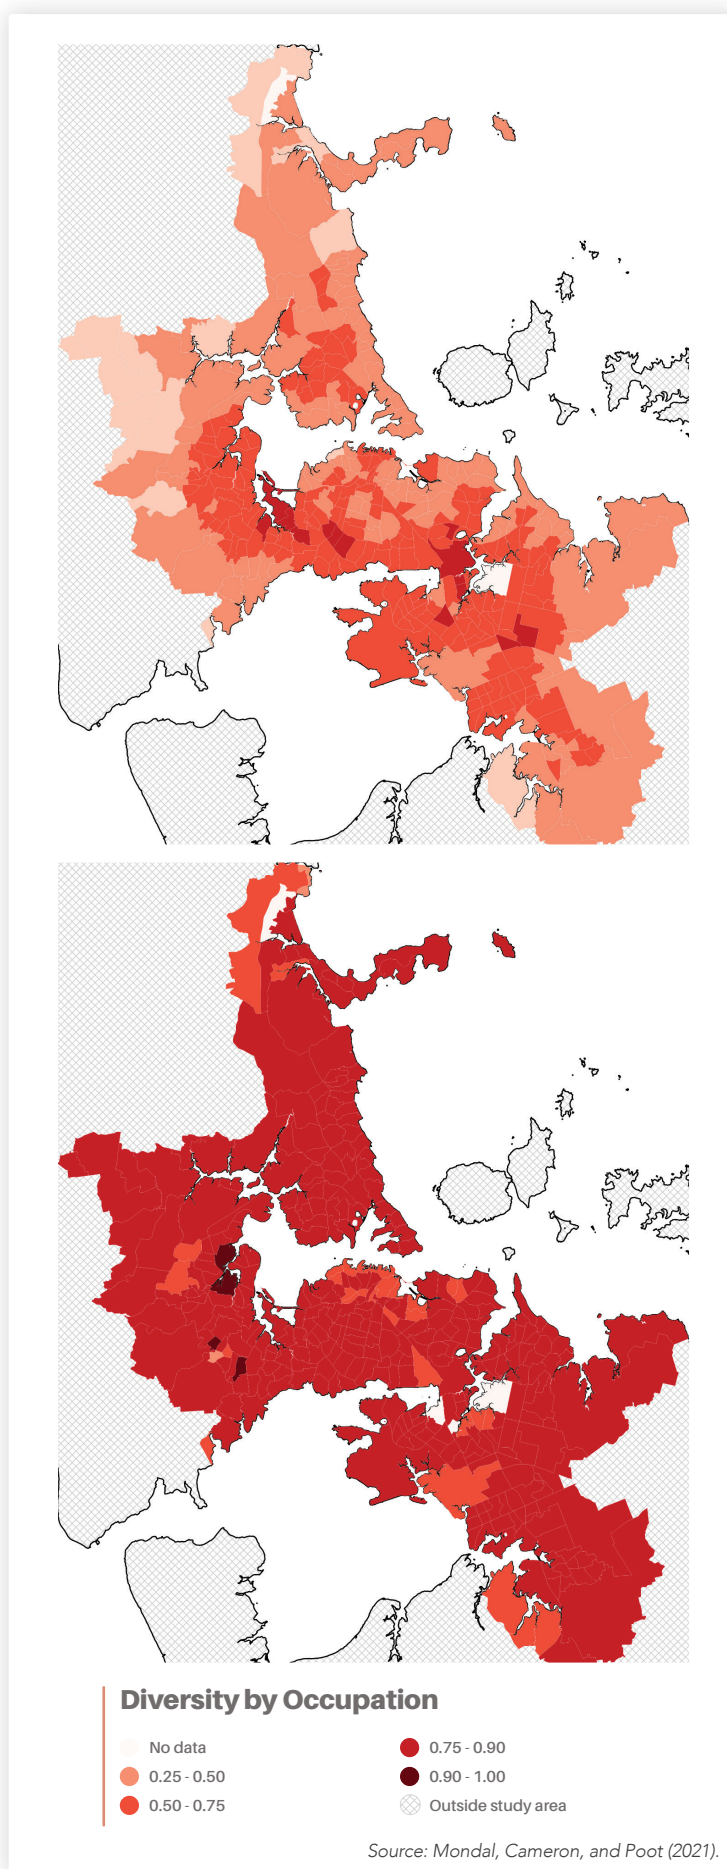 Diversity by Occupation
No data
0.25 - 0.50
0.50 - 0.75
0.75 - 0.90
0.90 - 1.00
Outside study area
Source: Mondal, Cameron, and Poot (2021).